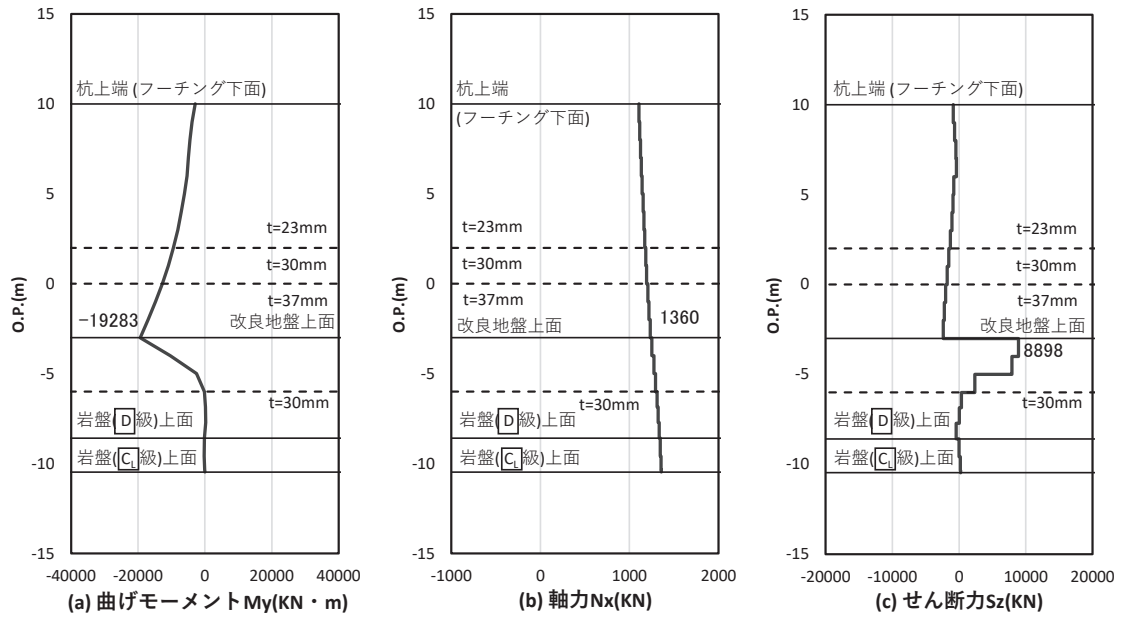 15
10
5
0
-5
-10
-15
O.P.(m)
杭上端 (フーチング下面)
t=23mm
t=30mm
t=37mm
−19283
改良地盤上面
岩盤(D級)上面
岩盤(CL級)上面
-40000 -20000 0 20000 40000
(a) 曲げモーメントMy(KN・m)
15
10
5
0
-5
-10
-15
O.P.(m)
杭上端
(フーチング下面)
t=23mm
t=30mm
t=37mm
1360
改良地盤上面
t=30mm
岩盤(D級)上面
岩盤(CL級)上面
-1000 0 1000 2000
(b) 軸力Nx(KN)
15
10
5
0
-5
-10
-15
O.P.(m)
杭上端 (フーチング下面)
t=23mm
t=30mm
t=37mm
改良地盤上面
8898
t=30mm
岩盤(D級)上面
岩盤(CL級)上面
-20000 -10000 0 10000 20000
(c) せん断力Sz(KN)